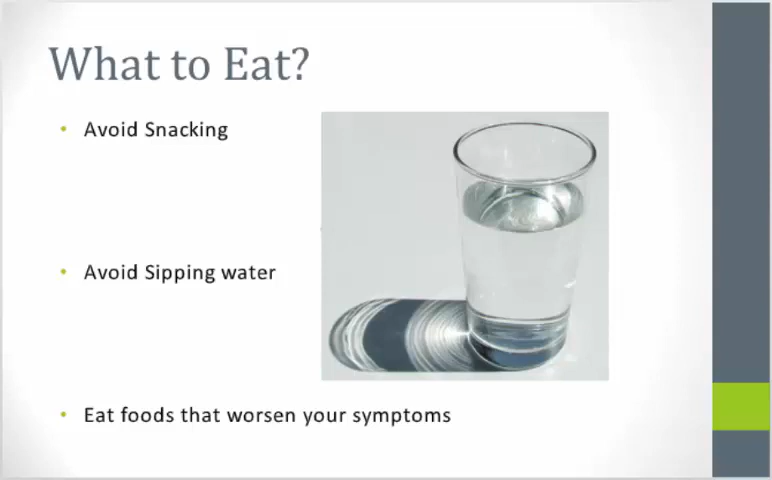 What to Eat?
Avoid Snacking
Avoid Sipping water
Eat foods that worsen your symptoms